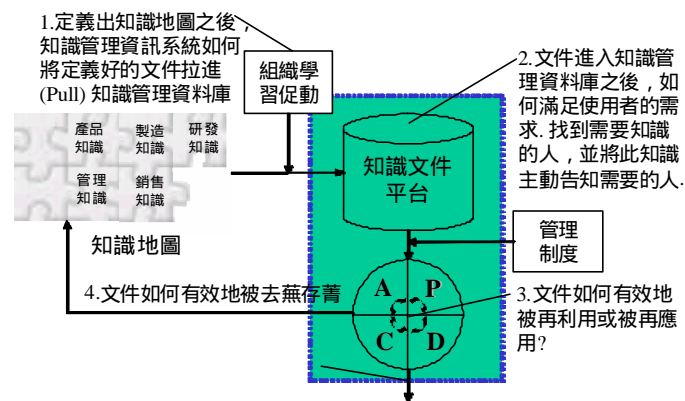 1.定義出知識地圖之後,
知識管理資訊系統如何
將定義好的文件拉進
(Pull) 知識管理資料庫
組織學
習促動
2.文件進入知識管
理資料庫之後，如
何滿足使用者的需
求. 找到需要知識
的人，並將此知識
主動告知需要的人.
產品
知識
製造
知識
研發
知識
管理
知識
銷售
知識
知識地圖
知識文件
平台
管理
制度
4.文件如何有效地被去蕪存菁
A
P
C
D
3.文件如何有效地
被再利用或被再應
用?